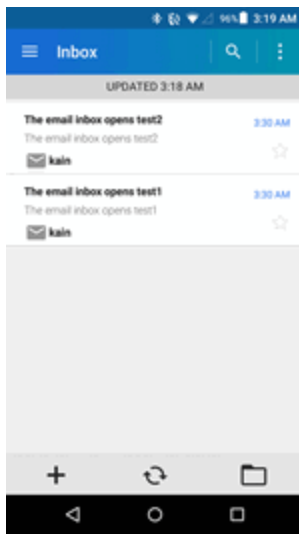 96% 3:19 AM
Inbox
UPDATED 3:18 AM
The email inbox opens test2
3:30 AM
The email inbox opens test2
kain
The email inbox opens test1
3:30 AM
The email inbox opens test1
kain